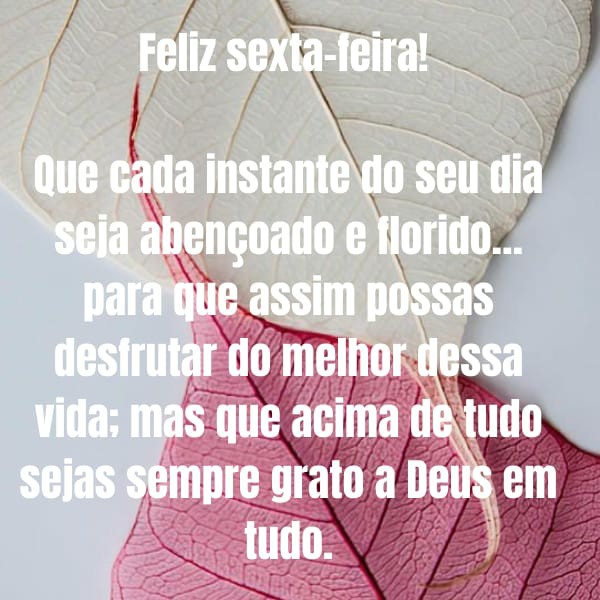 Feliz sexta-feira!
Que cada instante do seu dia
seja abençoado e florido...
para que assim possas
desfrutar do melhor dessa
vida; mas que acima de tudo
sejas sempre grato a Deus em
tudo.